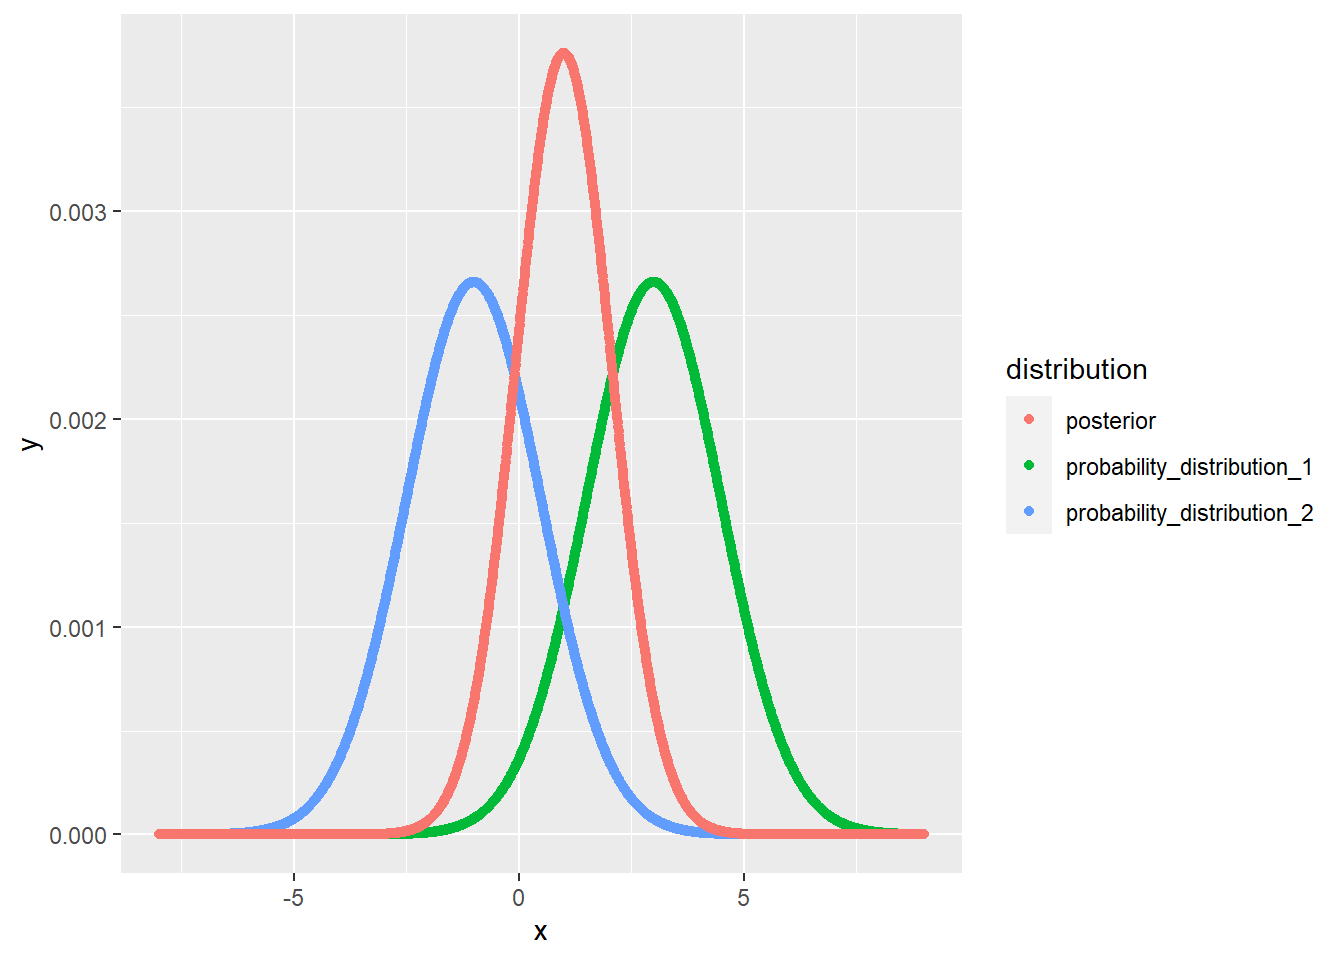 0.003
0.002
0.001
0.000
y
-5 0 5
x
distribution
posterior
probability_distribution_1
probability_distribution_2